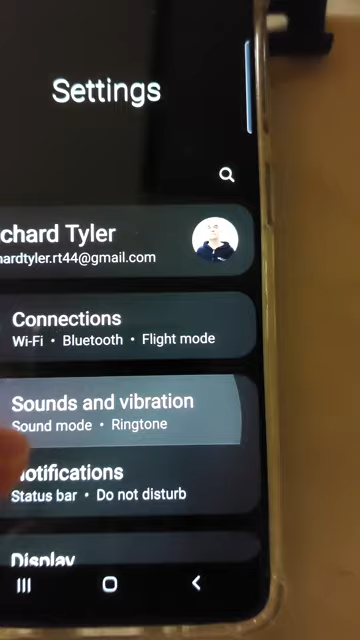 Settings
chard Tyler
hardtyler.rt44@gmail.com
Connections
Wi-Fi • Bluetooth • Flight mode
Sounds and vibration
Sound mode • Ringtone
otifications
Status bar • Do not disturb
Display